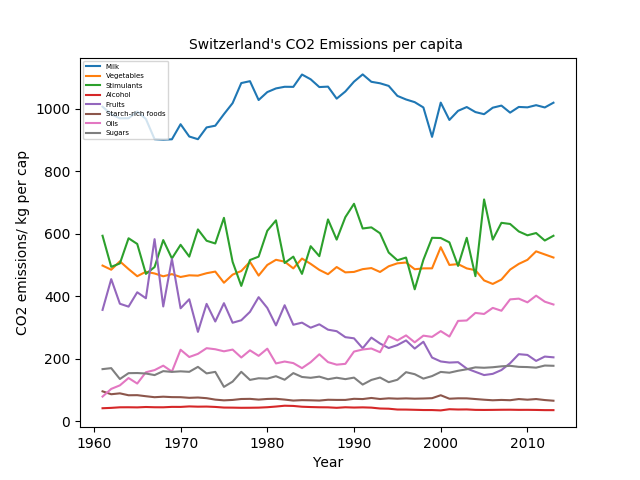 Switzerland's CO2 Emissions per capita
Milk
Vegetables
Stimulants
Alcohol
Fruits
Starch-rich foods
Oils
Sugars
CO2 emissions/ kg per cap
1000
800
600
400
200
0
1960
1970
1980
1990
2000
2010
Year